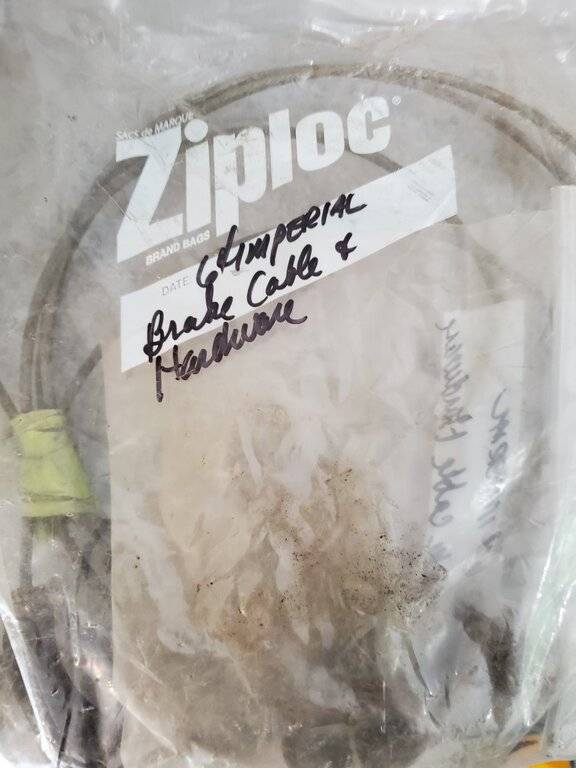 SACS de MARQUE
Ziploc®
BRAND BAGS
DATE 64 IMPERIAL
Brake Cable &
Hardware